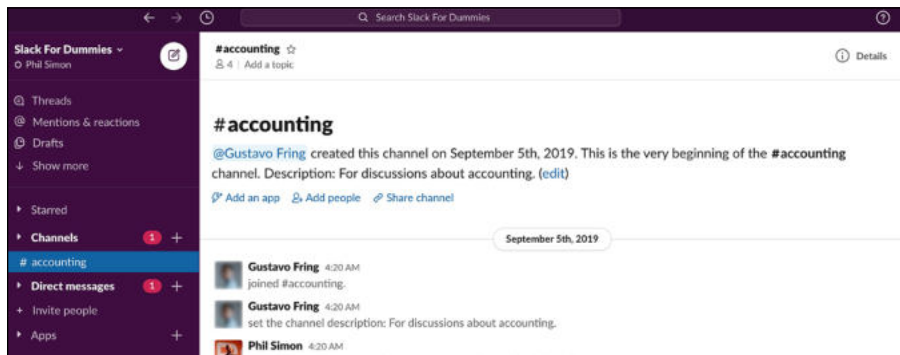 Search Slack For Dummies
Slack For Dummies
Phil Simon
Threads
Mentions & reactions
Drafts
Show more
Starred
Channels 1 +
# accounting
Direct messages 1 +
+ Invite people
Apps +
#accounting
4 | Add a topic
Details
#accounting
@Gustavo Fring created this channel on September 5th, 2019. This is the very beginning of the #accounting
channel. Description: For discussions about accounting. (edit)
Add an app Add people Share channel
September 5th, 2019
Gustavo Fring 4:20 AM
joined #accounting.
Gustavo Fring 4:20 AM
set the channel description: For discussions about accounting.
Phil Simon 4:20 AM